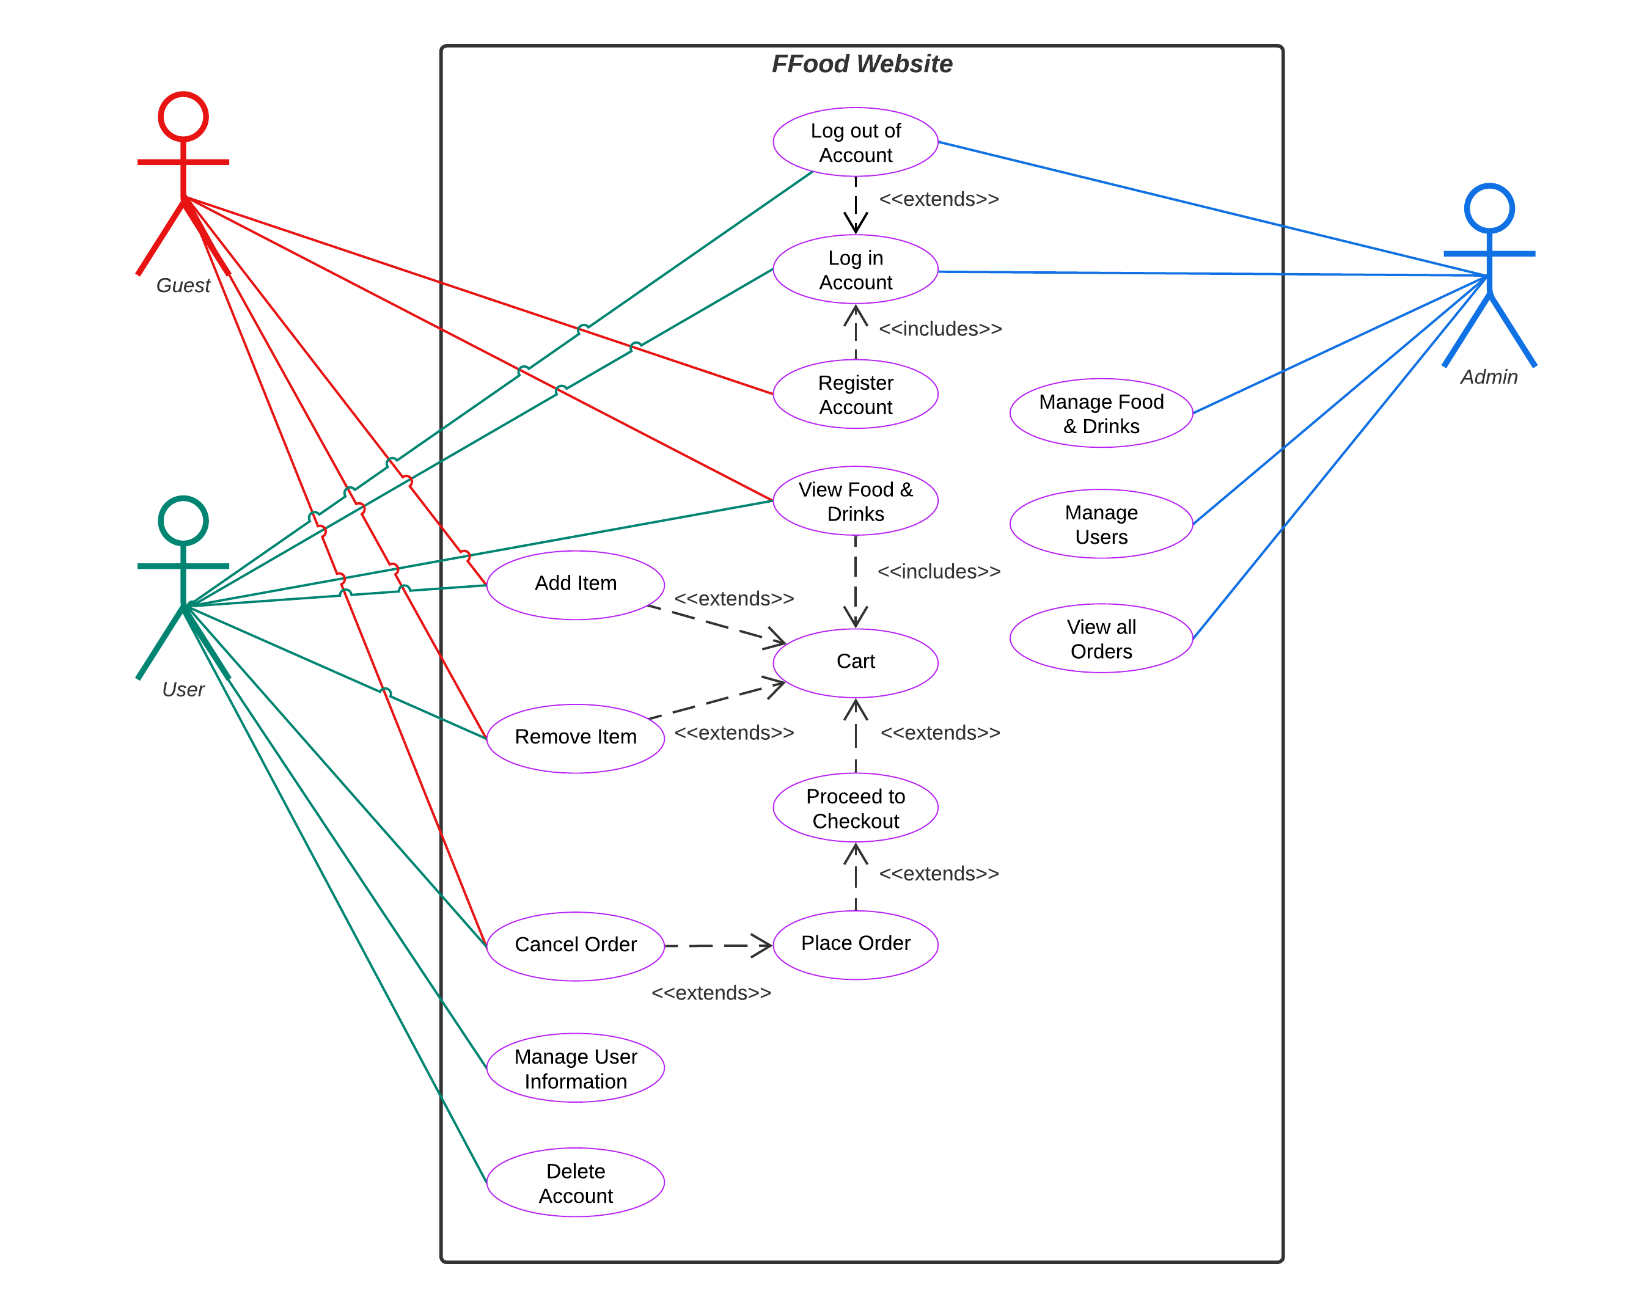 FFood Website
Log out of
Account
<<extends>>
Log in
Account
Guest
<<includes>>
Admin
Register
Account
Manage Food
& Drinks
View Food &
Drinks
Manage
Users
<<includes>>
Add Item
<<extends>>
View all
Orders
Cart
User
Remove Item
<<extends>>
<<extends>>
Proceed to
Checkout
<<extends>>
Cancel Order
Place Order
<<extends>>
Manage User
Information
Delete
Account